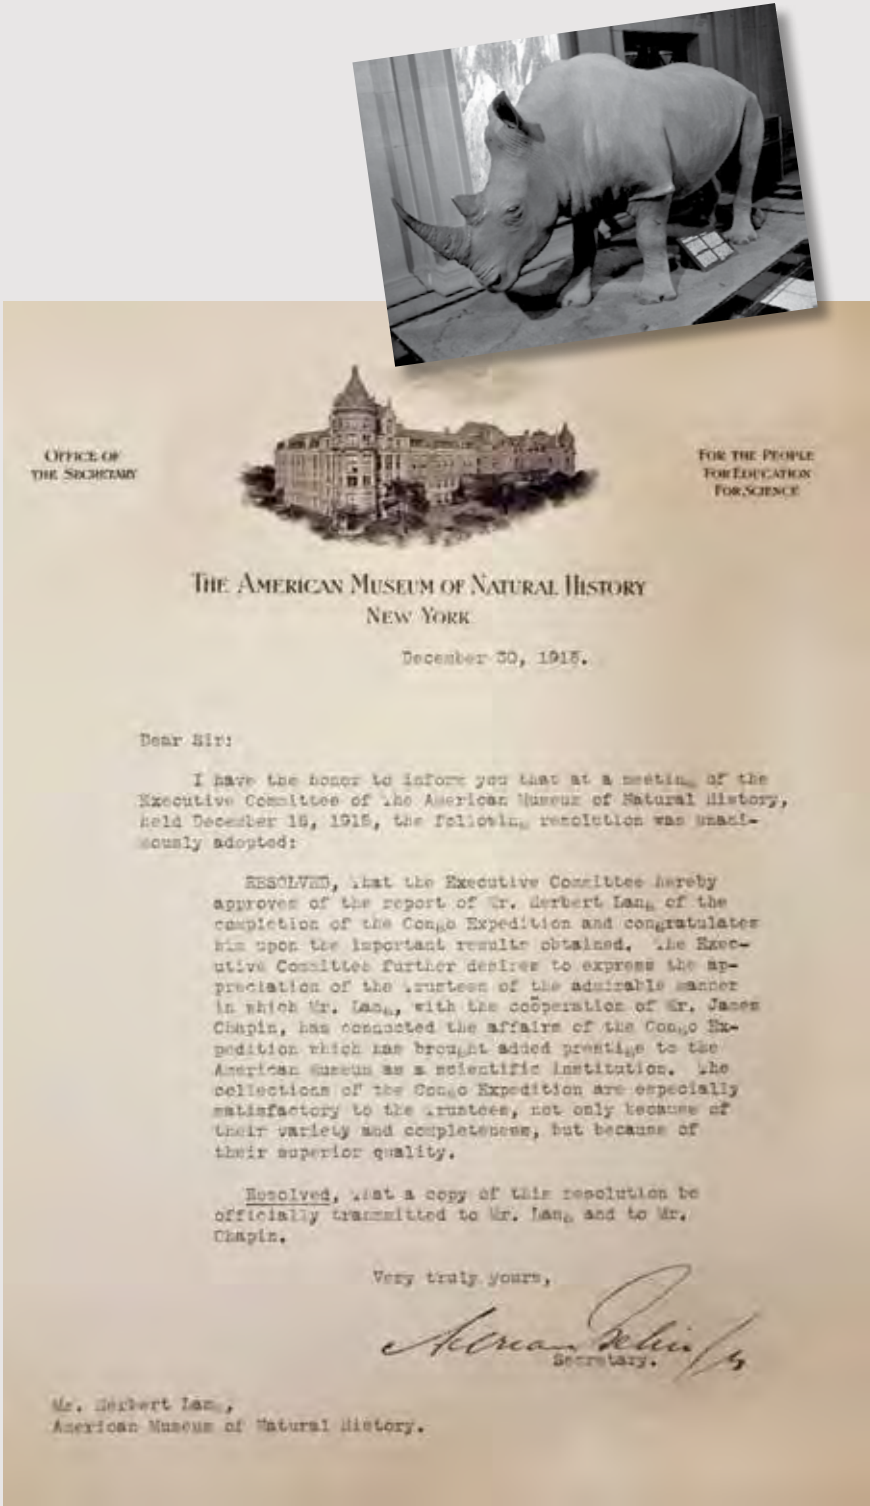 OFFICE OF
THE SECRETARY
FOR THE PEOPLE
FOR EDUCATION
FOR SCIENCE
THE AMERICAN MUSEUM OF NATURAL HISTORY
NEW YORK
December 30, 1915.
Dear Sir:
I have the honor to inform you that at a meeting of the
Executive Committee of the American Museum of Natural History,
held December 15, 1915, the following resolution was unani-
mously adopted:
RESOLVED, that the Executive Committee hereby
approves of the report of Mr. Herbert Lang of the
completion of the Congo Expedition and congratulates
him upon the important results obtained. The Exec-
utive Committee further desires to express the ap-
preciation of the trustees of the admirable manner
in which Mr. Lang, with the coöperation of Mr. James
Chapin, has conducted the affairs of the Congo Ex-
pedition which has brought added prestige to the
American Museum as a scientific institution. The
collections of the Congo Expedition are especially
satisfactory to the trustees, not only because of
their variety and completeness, but because of
their superior quality.
Resolved, that a copy of this resolution be
officially transmitted to Mr. Lang and to Mr.
Chapin.
Very truly yours,
Secretary.
Mr. Herbert Lang,
American Museum of Natural History.